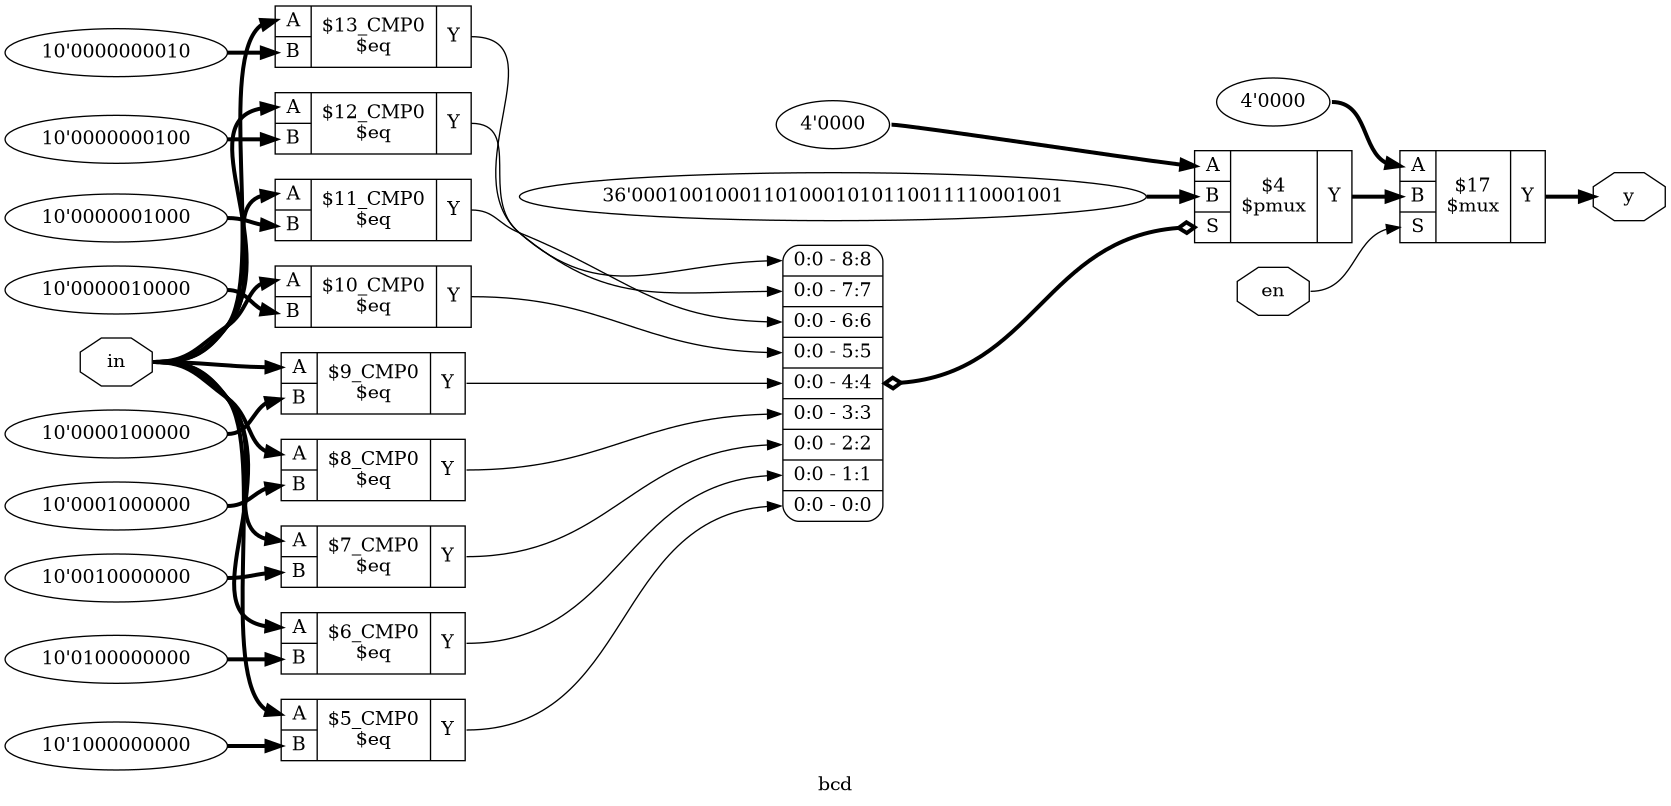 A
B
$13_CMP0
$eq
Y
10'0000000010
A
B
$12_CMP0
$eq
Y
10'0000000100
A
B
$11_CMP0
$eq
Y
10'0000001000
A
B
$10_CMP0
$eq
Y
10'0000010000
in
A
B
$9_CMP0
$eq
Y
10'0000100000
A
B
$8_CMP0
$eq
Y
10'0001000000
A
B
$7_CMP0
$eq
Y
10'0010000000
A
B
$6_CMP0
$eq
Y
10'0100000000
A
B
$5_CMP0
$eq
Y
10'1000000000
4'0000
36'000100100011010001010110011110001001
0:0 - 8:8
0:0 - 7:7
0:0 - 6:6
0:0 - 5:5
0:0 - 4:4
0:0 - 3:3
0:0 - 2:2
0:0 - 1:1
0:0 - 0:0
A
B
S
$4
$pmux
Y
4'0000
en
A
B
S
$17
$mux
Y
y
bcd